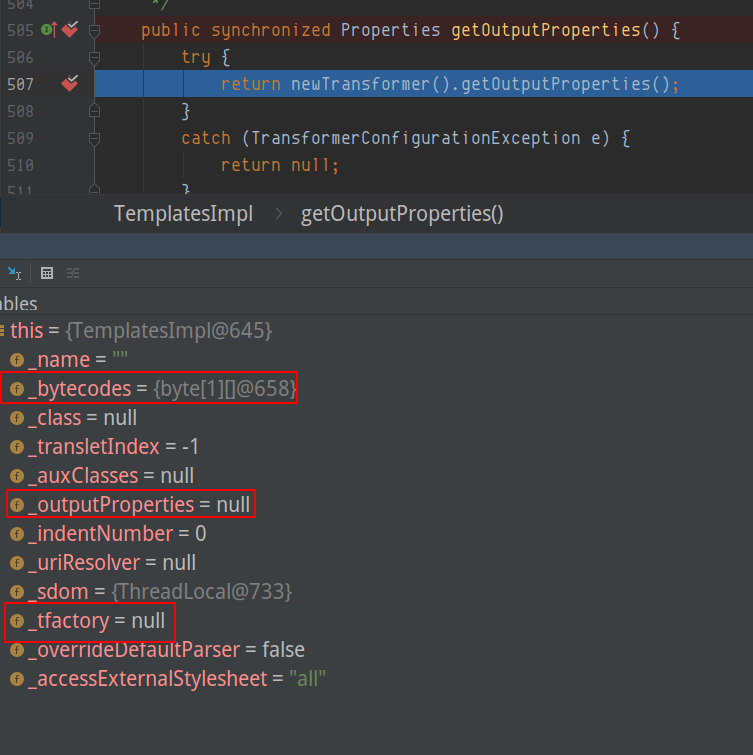 504 */
505 public synchronized Properties getOutputProperties() {
506 try {
507 return newTransformer().getOutputProperties();
508 }
509 catch (TransformerConfigurationException e) {
510 return null;
511 }
TemplatesImpl > getOutputProperties()
ables
this = {TemplatesImpl@645}
_name = ""
_bytecodes = {byte[1][]@658}
_class = null
_transletIndex = -1
_auxClasses = null
_outputProperties = null
_indentNumber = 0
_uriResolver = null
_sdom = {ThreadLocal@733}
_tfactory = null
_overrideDefaultParser = false
_accessExternalStylesheet = "all"